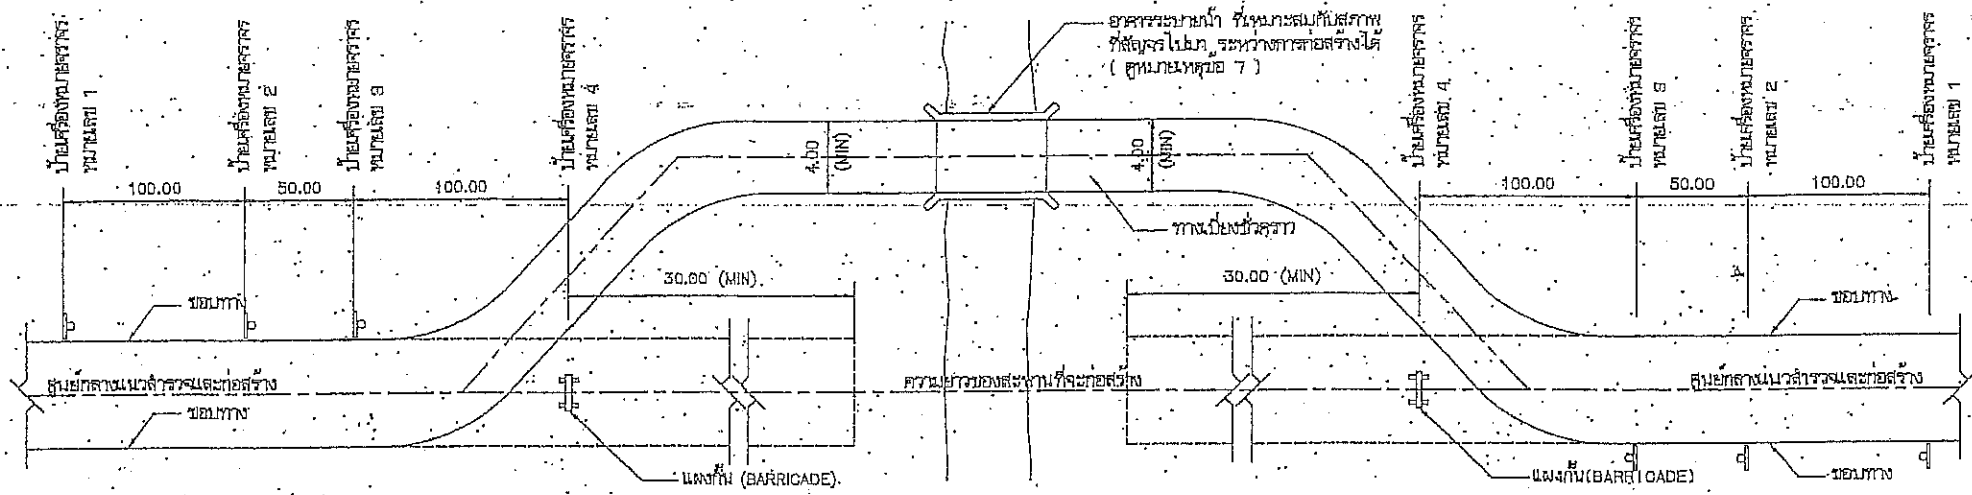 ป้ายเครื่องหมายจราจร
หมายเลข 1
ป้ายเครื่องหมายจราจร
หมายเลข 2
ป้ายเครื่องหมายจราจร
หมายเลข 3
ป้ายเครื่องหมายจราจร
หมายเลข 4
100.00
50.00
100.00
อาคารระบายน้ำ ที่เหมาะสมกับสภาพ
ที่สัญจรไปมา ระหว่างการก่อสร้างได้
( ดูหมายเหตุข้อ 7 )
4.00
(MIN)
4.00
(MIN)
ป้ายเครื่องหมายจราจร
หมายเลข 4
ป้ายเครื่องหมายจราจร
หมายเลข 3
ป้ายเครื่องหมายจราจร
หมายเลข 2
ป้ายเครื่องหมายจราจร
หมายเลข 1
100.00
50.00
100.00
ทางเบี่ยงชั่วคราว
30.00 (MIN)
30.00 (MIN)
ขอบทาง
ขอบทาง
ศูนย์กลางแนวสำรวจและก่อสร้าง
ความยาวของสะพานที่จะก่อสร้าง
ศูนย์กลางแนวสำรวจและก่อสร้าง
ขอบทาง
ขอบทาง
แผงกั้น (BARRICADE)
แผงกั้น(BARRICADE)